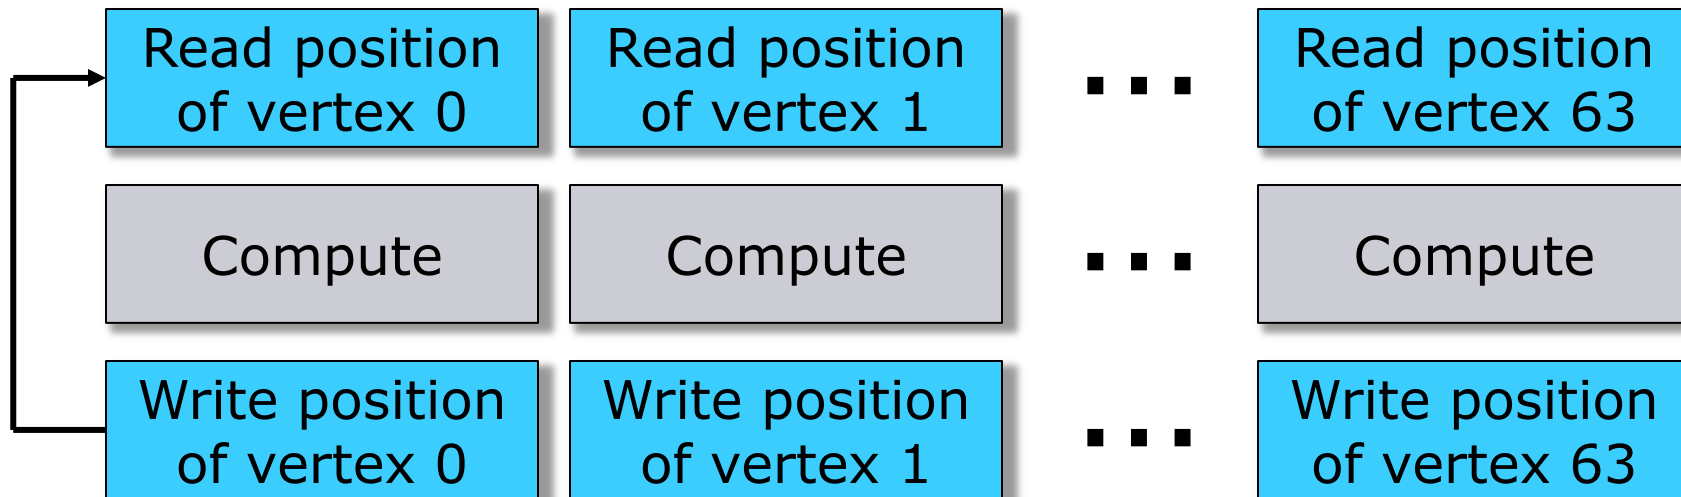 Read position
of vertex 0
Read position
of vertex 1
...
Read position
of vertex 63
Compute
Compute
...
Compute
Write position
of vertex 0
Write position
of vertex 1
...
Write position
of vertex 63